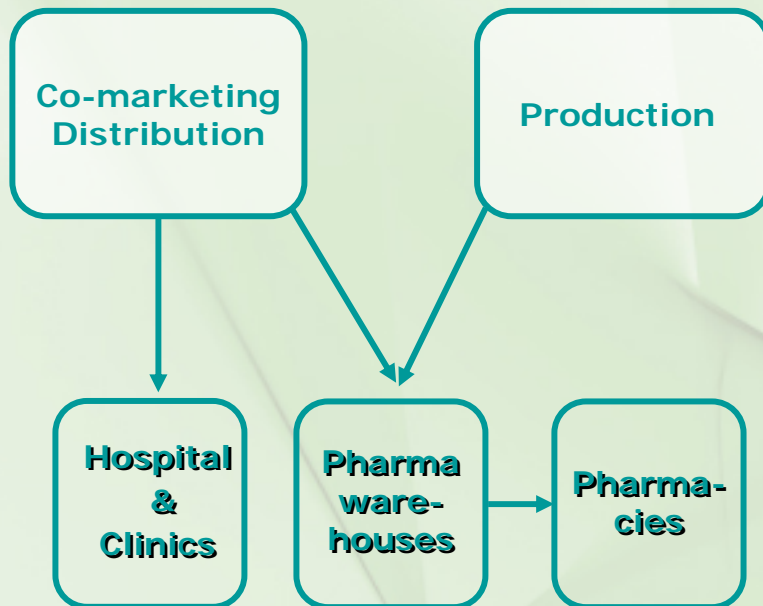 Co-marketing
Distribution
Production
Hospital
&
Clinics
Pharma
ware-
houses
Pharma-
cies